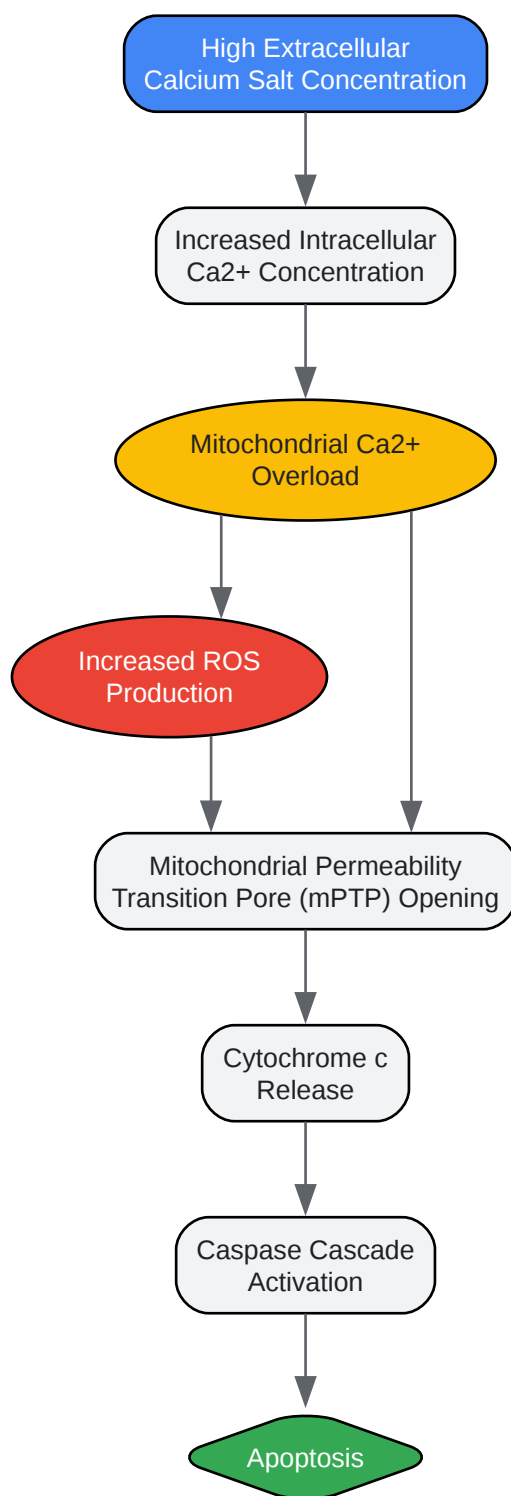 High Extracellular
Calcium Salt Concentration
Increased Intracellular
Ca2+ Concentration
Mitochondrial Ca2+
Overload
Increased ROS
Production
Mitochondrial Permeability
Transition Pore (mPTP) Opening
Cytochrome c
Release
Caspase Cascade
Activation
Apoptosis